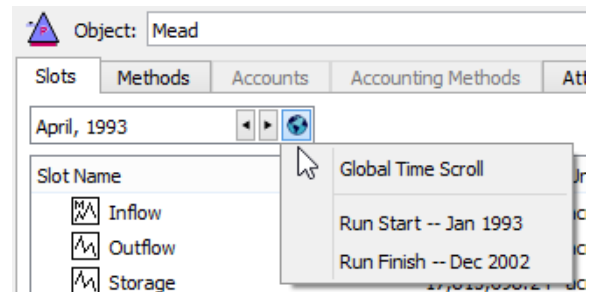 Object: Mead
Slots Methods Accounts Accounting Methods
April, 1993
Slot Name
Global Time Scroll
Inflow
Run Start -- Jan 1993
Outflow
Run Finish -- Dec 2002
Storage